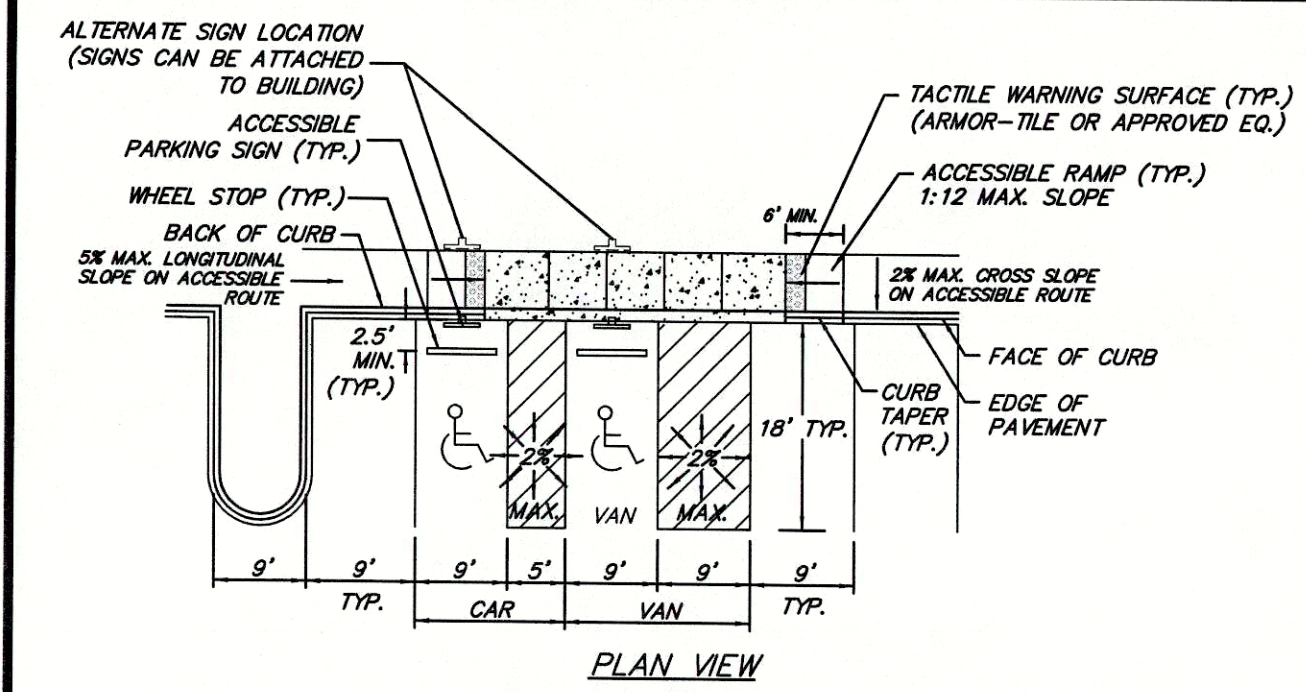 ALTERNATE SIGN LOCATION
(SIGNS CAN BE ATTACHED
TO BUILDING)
ACCESSIBLE
PARKING SIGN (TYP.)
WHEEL STOP (TYP.)
BACK OF CURB
5% MAX. LONGITUDINAL
SLOPE ON ACCESSIBLE
ROUTE
TACTILE WARNING SURFACE (TYP.)
(ARMOR-TILE OR APPROVED EQ.)
ACCESSIBLE RAMP (TYP.)
1:12 MAX. SLOPE
6' MIN.
2% MAX. CROSS SLOPE
ON ACCESSIBLE ROUTE
2.5'
MIN.
(TYP.)
FACE OF CURB
CURB
TAPER
(TYP.)
EDGE OF
PAVEMENT
18' TYP.
2%
MAX.
VAN
2%
MAX.
9'
9'
TYP.
9'
5'
9'
9'
9'
TYP.
CAR
VAN
PLAN VIEW